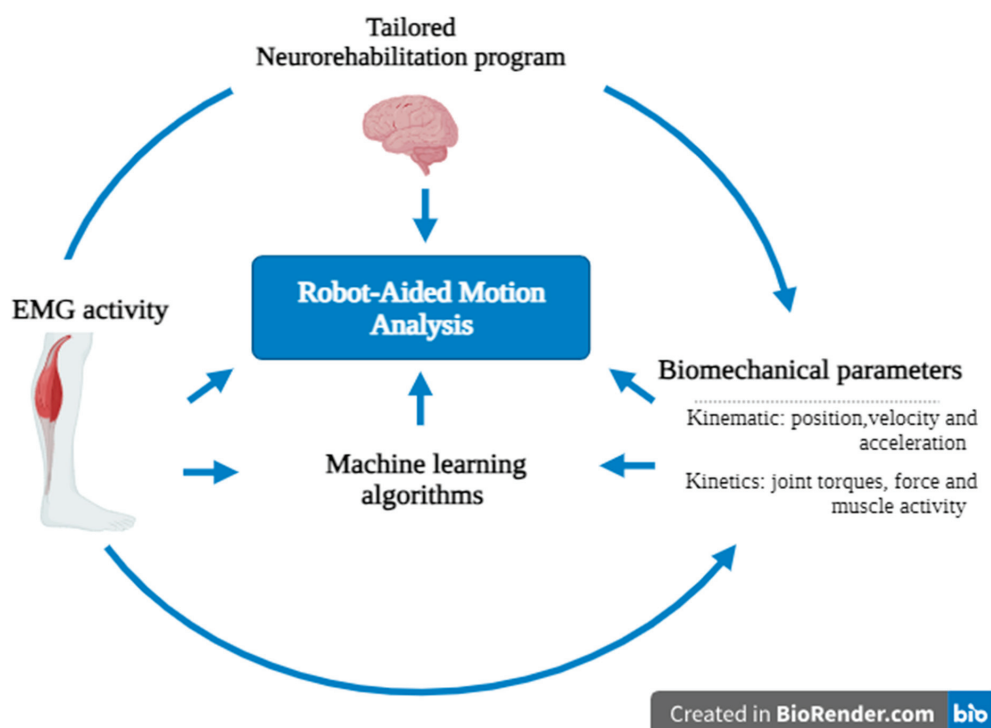 Tailored
Neurorehabilitation program
Robot-Aided Motion
Analysis
EMG activity
Biomechanical parameters
Kinematic: position,velocity and
acceleration
Kinetics: joint torques, force and
muscle activity
Machine learning
algorithms
Created in BioRender.com bio